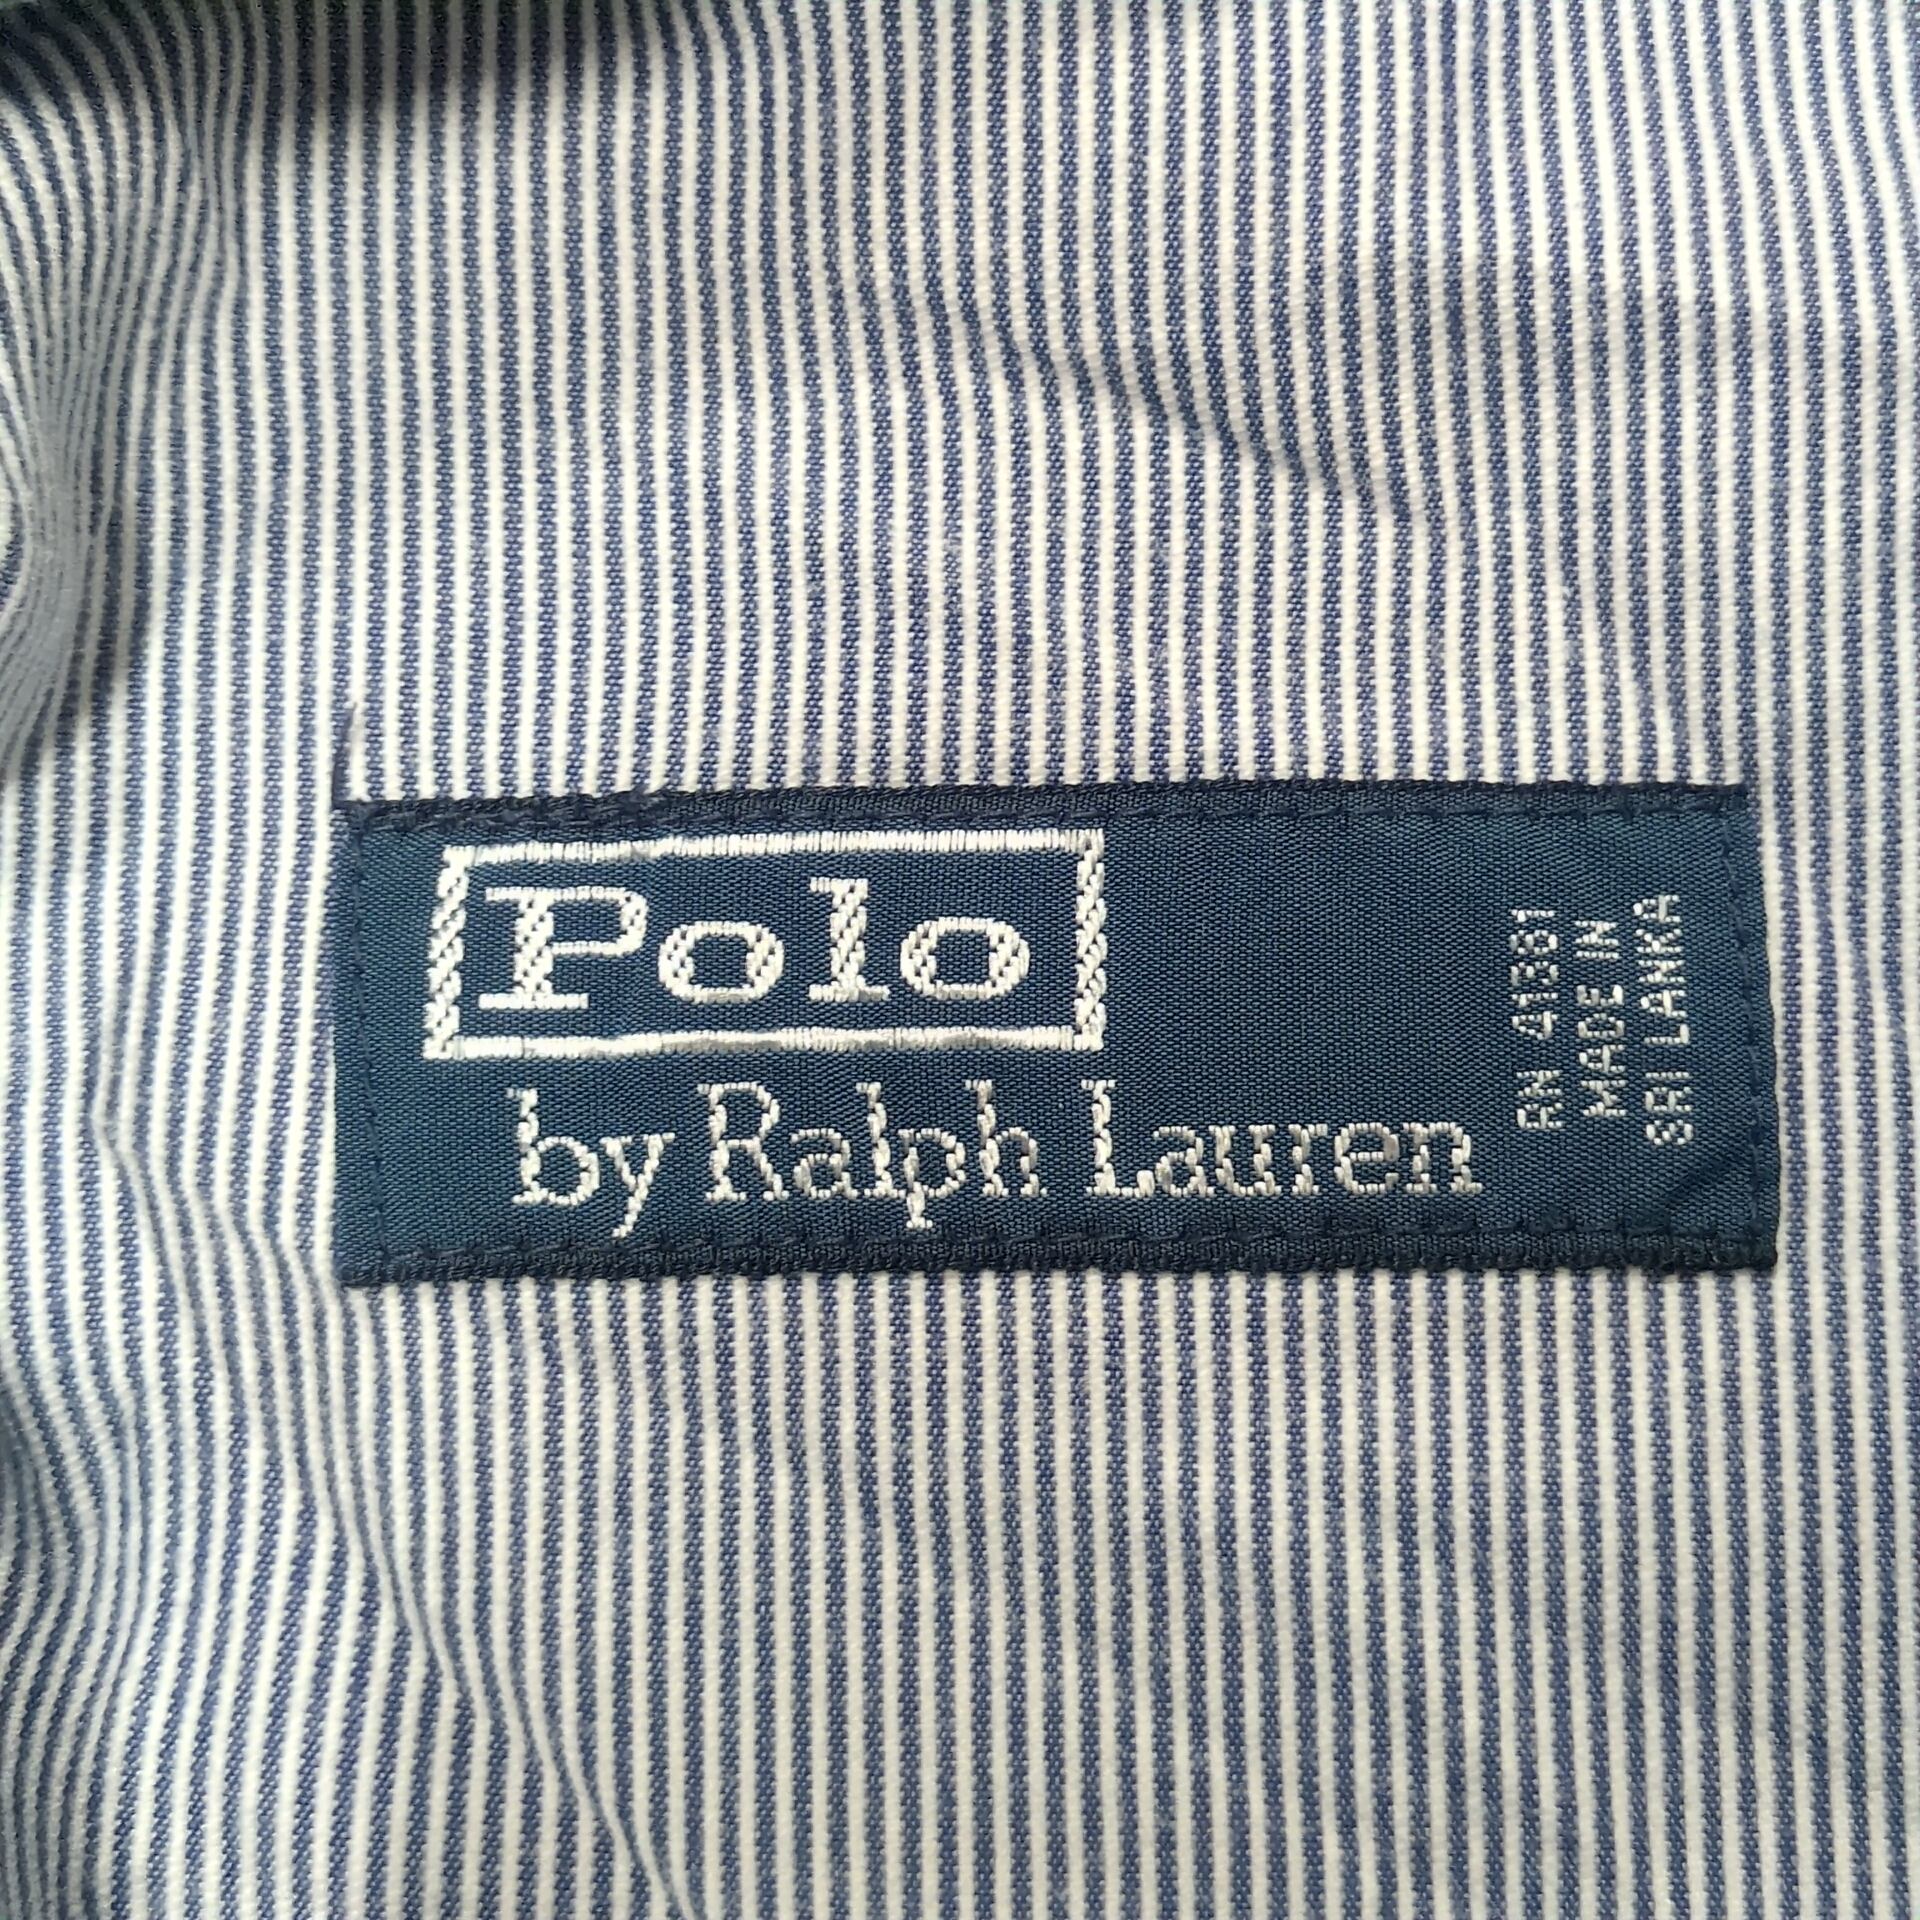 Polo
by Ralph Lauren
RN 41381
MADE IN
SRI LANKA